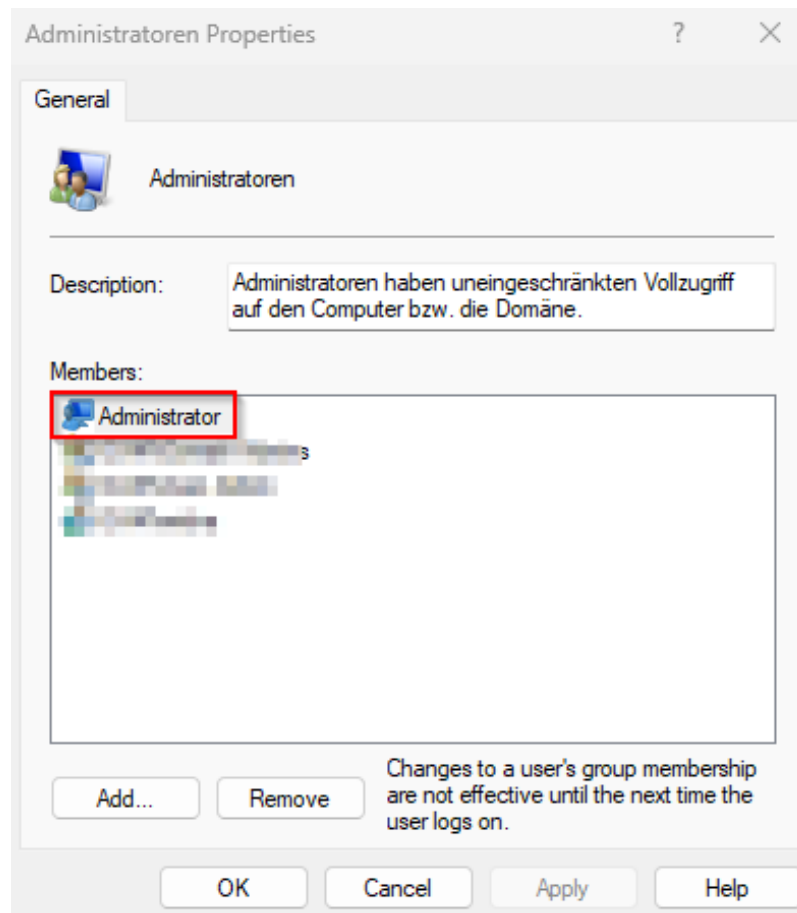 Administratoren Properties
General
Administratoren
Description:
Administratoren haben uneingeschränkten Vollzugriff
auf den Computer bzw. die Domäne.
Members:
Administrator
Add...
Remove
Changes to a user's group membership
are not effective until the next time the
user logs on.
OK
Cancel
Apply
Help